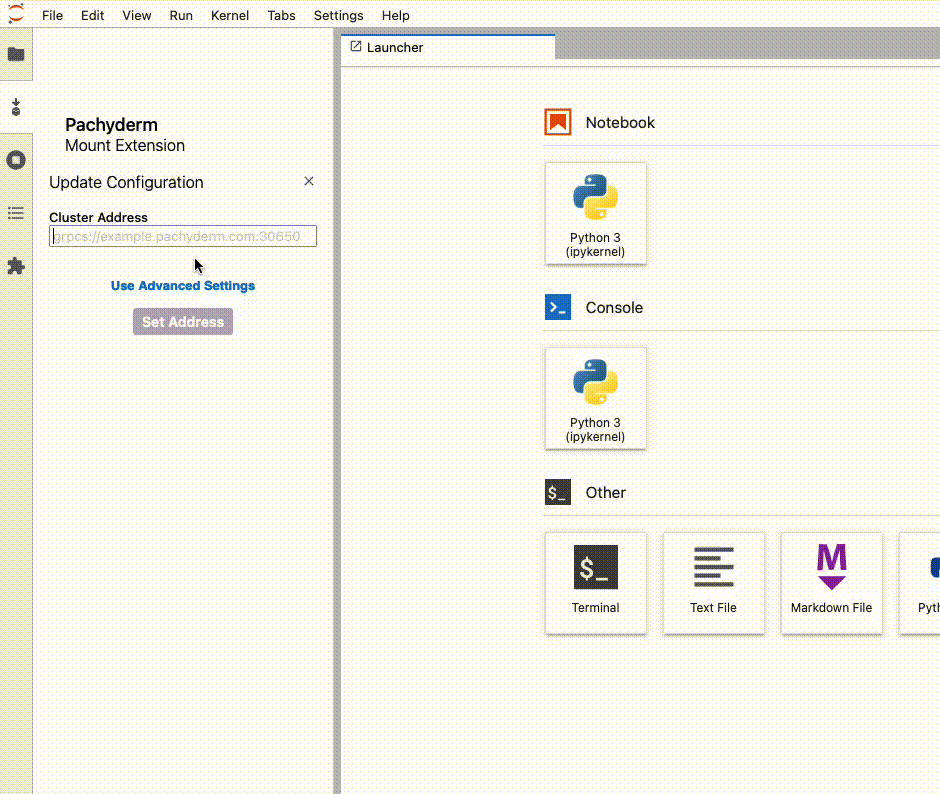 File Edit View Run Kernel Tabs Settings Help
Launcher
Pachyderm
Mount Extension
Update Configuration
Cluster Address
grpcs://example.pachyderm.com:30650
Use Advanced Settings
Set Address
Notebook
Python 3
(ipykernel)
Console
Python 3
(ipykernel)
$_ Other
$_
Terminal
Text File
M
Markdown File
Pyth